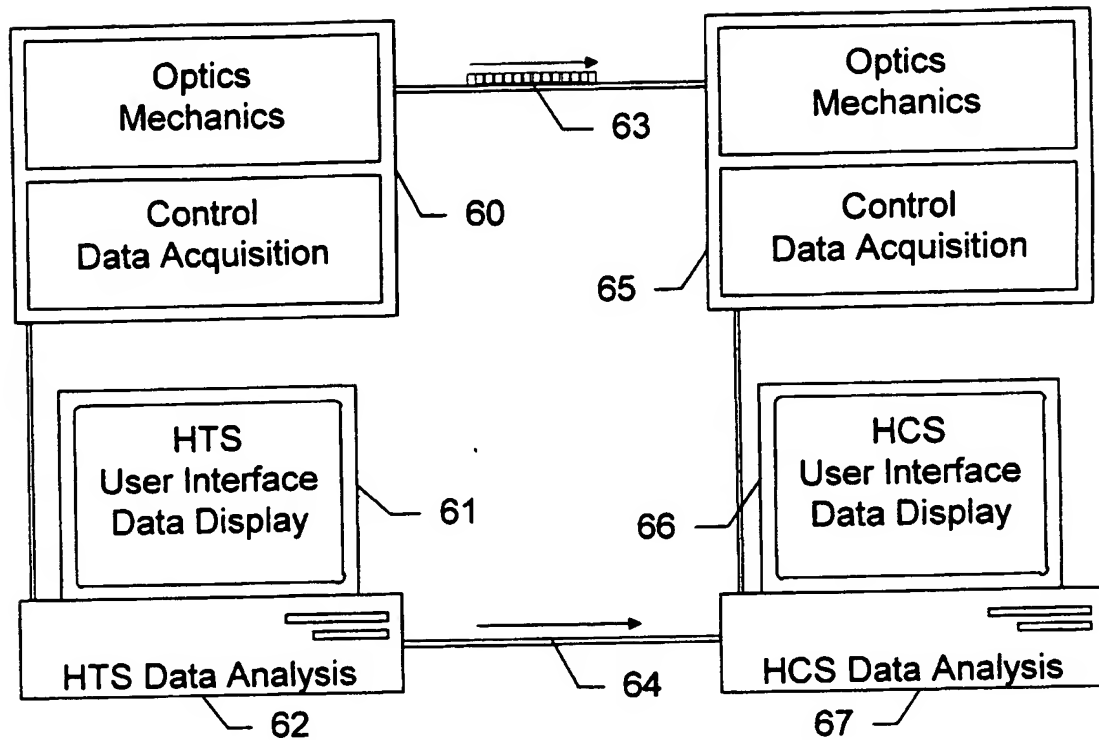 Optics
Mechanics
Control
Data Acquisition
60
63
Optics
Mechanics
Control
Data Acquisition
65
HTS
User Interface
Data Display
61
HTS Data Analysis
62
64
HCS
User Interface
Data Display
66
HCS Data Analysis
67